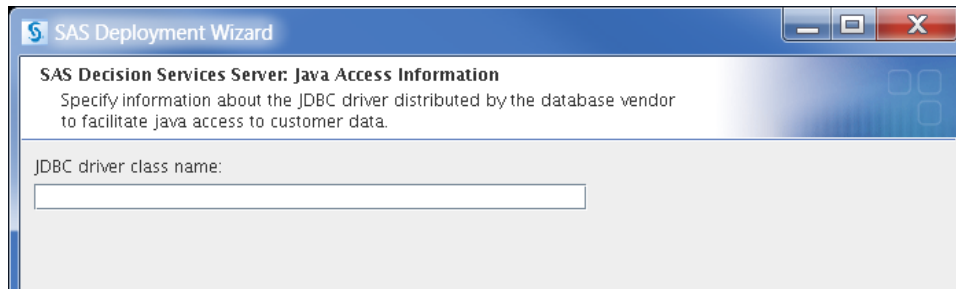 SAS Deployment Wizard
SAS Decision Services Server: Java Access Information
Specify information about the JDBC driver distributed by the database vendor
to facilitate java access to customer data.
JDBC driver class name: